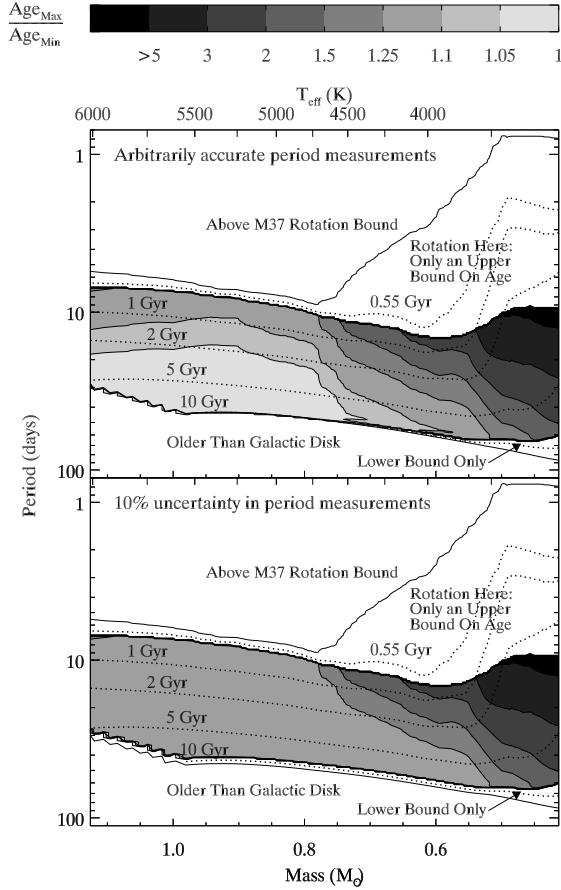 Age Max
Age Min
>5 3 2 1.5 1.25 1.1 1.05 1
T eff (K)
6000 5500 5000 4500 4000
Arbitrarily accurate period measurements
1
Above M37 Rotation Bound
Rotation Here:
Only an Upper
Bound On Age
0.55 Gyr
1 Gyr
10
2 Gyr
5 Gyr
10 Gyr
Older Than Galactic Disk
Lower Bound Only
100
Period (days)
10% uncertainty in period measurements
1
Above M37 Rotation Bound
Rotation Here:
Only an Upper
Bound On Age
0.55 Gyr
1 Gyr
10
2 Gyr
5 Gyr
10 Gyr
Older Than Galactic Disk
Lower Bound Only
100
1.0 0.8 0.6
Mass (M⊙)